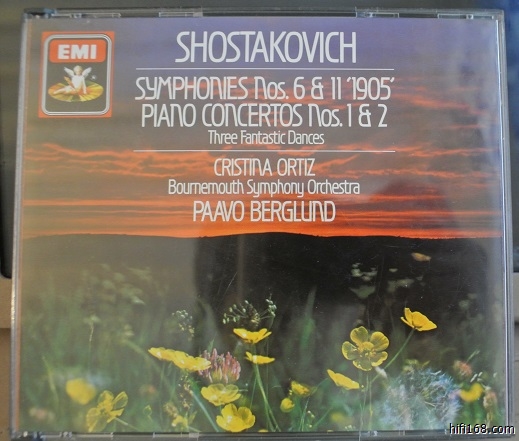 EMI
SHOSTAKOVICH
SYMPHONIES Nos. 6 & 11 '1905'
PIANO CONCERTOS Nos. 1 & 2
Three Fantastic Dances
CRISTINA ORTIZ
Bournemouth Symphony Orchestra
PAAVO BERGLUND
hifi168.com